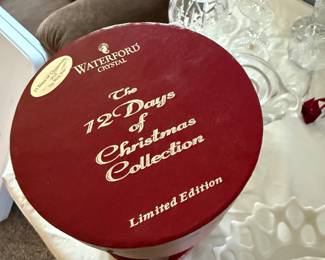 WATERFORD
CRYSTAL
The
12 Days
of
Christmas
Collection
Limited Edition